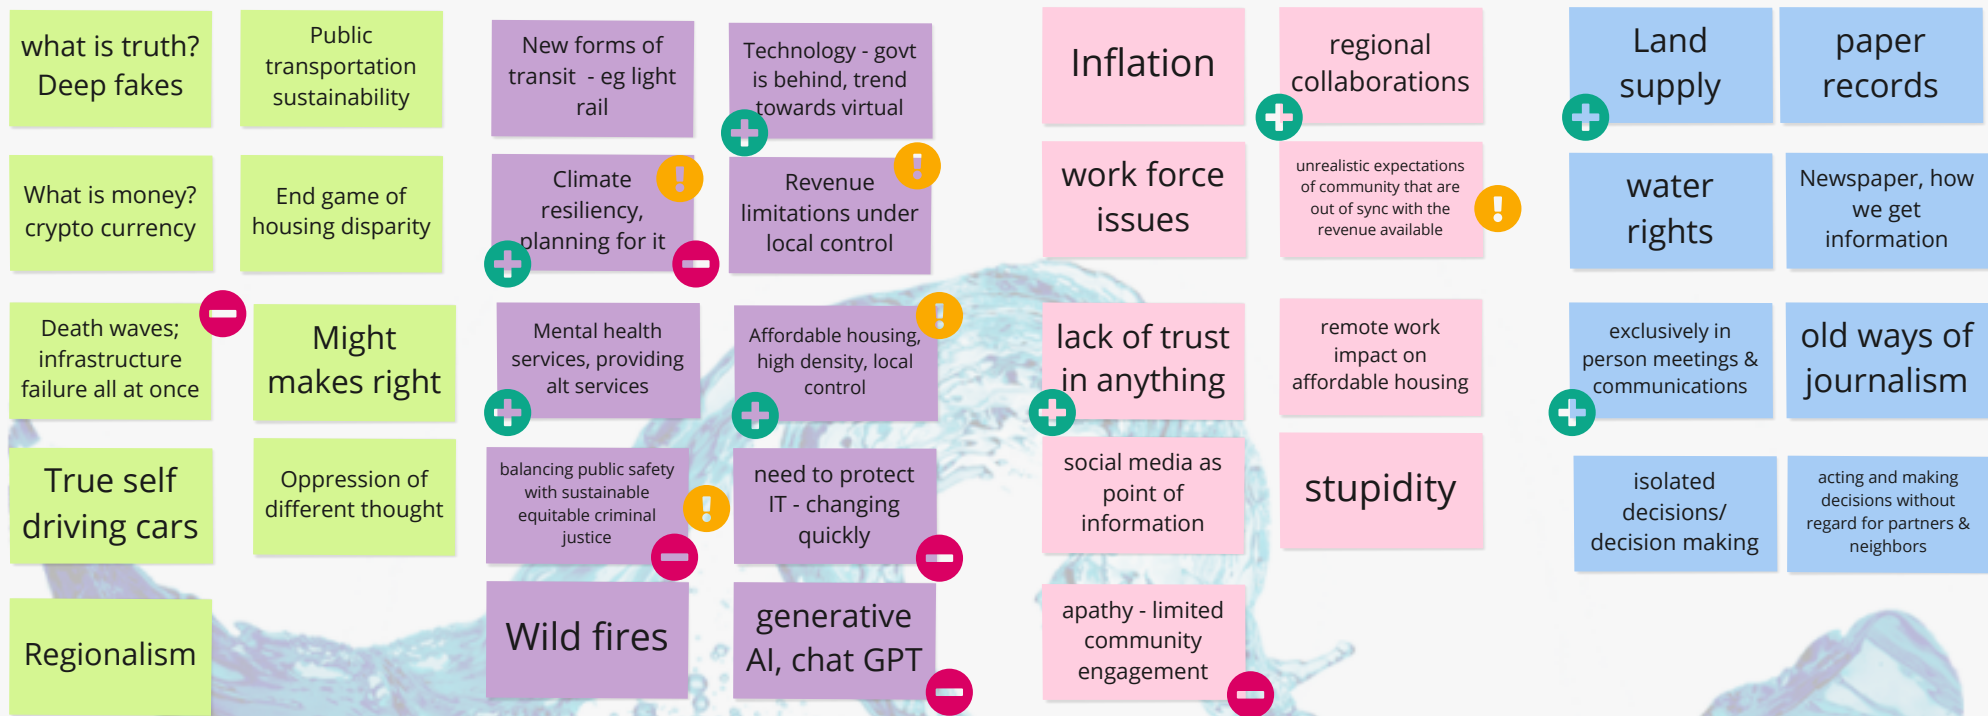 what is truth?
Deep fakes
Public
transportation
sustainability
What is money?
crypto currency
End game of
housing disparity
Death waves;
infrastructure
failure all at once
Might
makes right
True self
driving cars
Oppression of
different thought
Regionalism
New forms of
transit - eg light
rail
Technology - govt
is behind, trend
towards virtual
Climate
resiliency,
planning for it
Revenue
limitations under
local control
Mental health
services, providing
alt services
Affordable housing,
high density, local
control
balancing public safety
with sustainable
equitable criminal
justice
need to protect
IT - changing
quickly
Wild fires
generative
AI, chat GPT
Inflation
regional
collaborations
work force
issues
unrealistic expectations
of community that are
out of sync with the
revenue available
lack of trust
in anything
remote work
impact on
affordable housing
social media as
point of
information
stupidity
apathy - limited
community
engagement
Land
supply
paper
records
water
rights
Newspaper, how
we get
information
exclusively in
person meetings &
communications
old ways of
journalism
isolated
decisions/
decision making
acting and making
decisions without
regard for partners &
neighbors